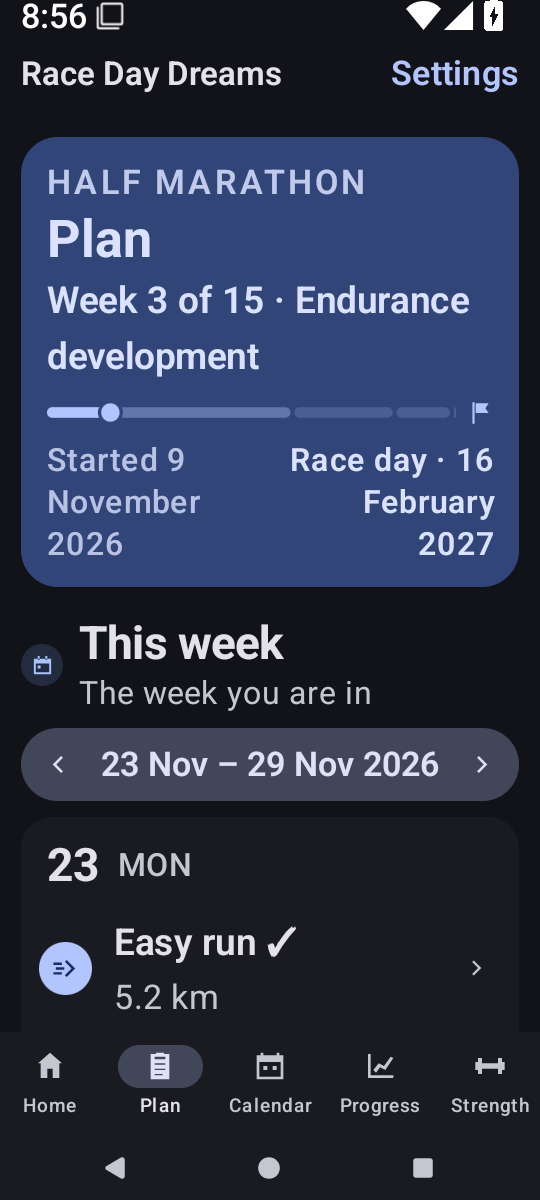 8:56
Race Day Dreams
Settings
HALF MARATHON
Plan
Week 3 of 15 · Endurance
development
Started 9
November
2026
Race day · 16
February
2027
This week
The week you are in
23 Nov – 29 Nov 2026
23 MON
Easy run ✓
5.2 km
Home
Plan
Calendar
Progress
Strength